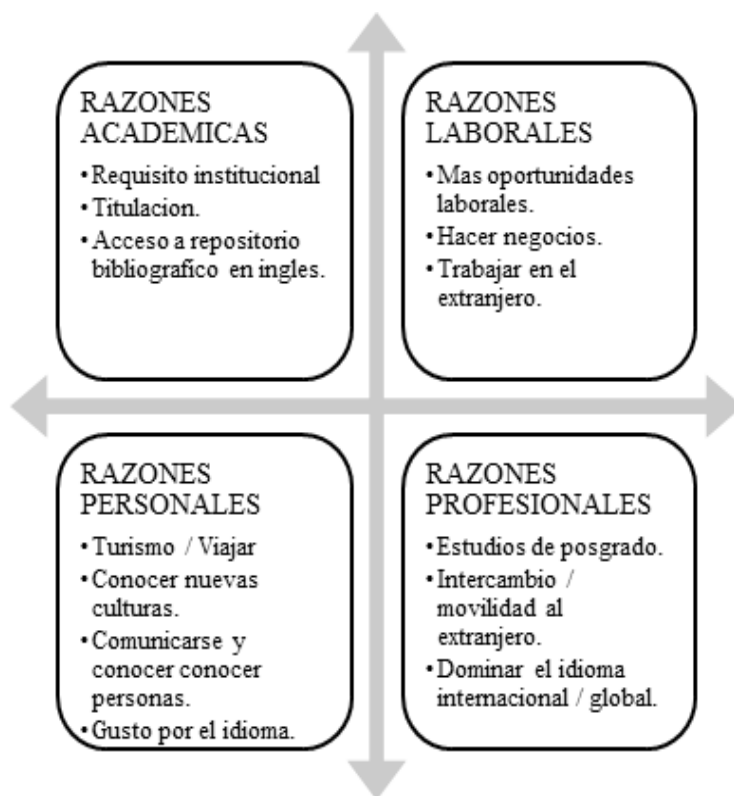 RAZONES
ACADEMICAS
• Requisito institucional
• Titulacion.
• Acceso a repositorio
bibliografico en ingles.
RAZONES
LABORALES
• Mas oportunidades
laborales.
• Hacer negocios.
• Trabajar en el
extranjero.
RAZONES
PERSONALES
• Turismo / Viajar
• Conocer nuevas
culturas.
• Comunicarse y
conocer conocer
personas.
• Gusto por el idioma.
RAZONES
PROFESIONALES
• Estudios de posgrado.
• Intercambio /
movilidad al
extranjero.
• Dominar el idioma
internacional / global.